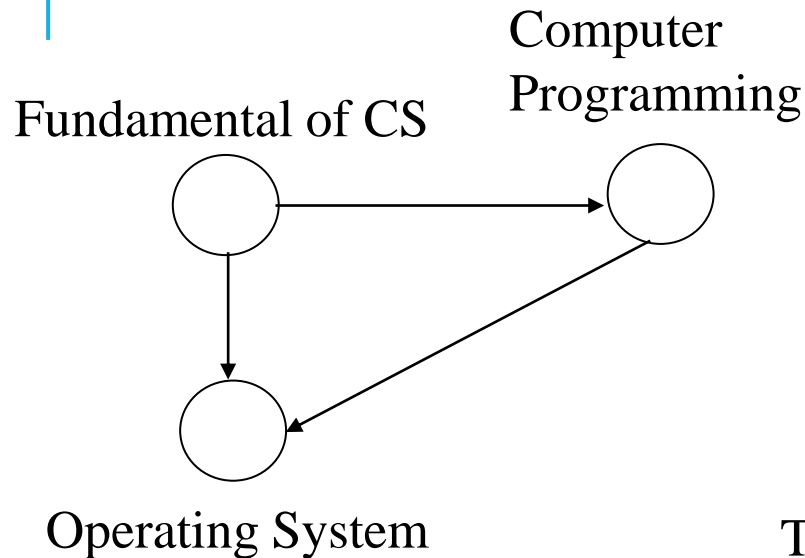 Computer
Programming
Fundamental of CS
Operating System
T